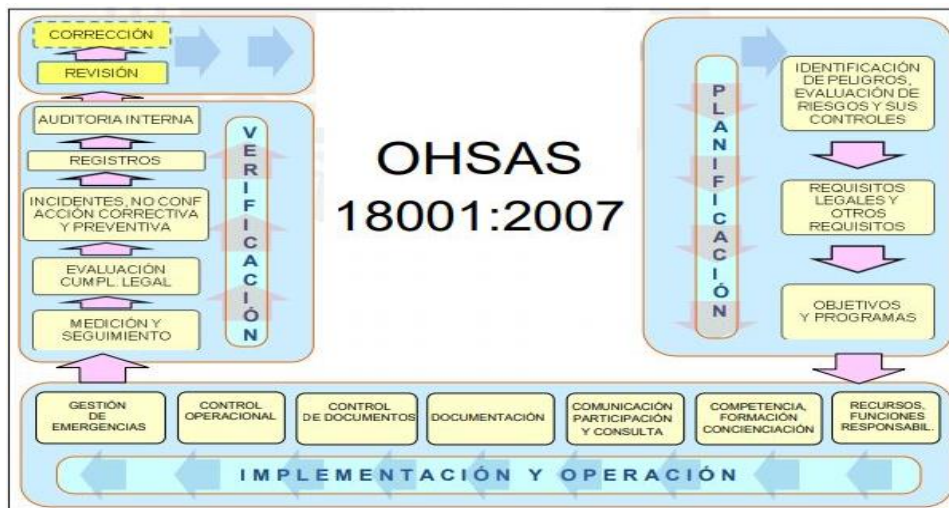 CORRECCIÓN
REVISIÓN
AUDITORIA INTERNA
REGISTROS
INCIDENTES, NO CONF
ACCIÓN CORRECTIVA
Y PREVENTIVA
EVALUACIÓN
CUMPL. LEGAL
MEDICIÓN Y
SEGUIMIENTO
VERIFICACIÓN
OHSAS
18001:2007
PLANIFICACIÓN
IDENTIFICACIÓN
DE PELIGROS,
EVALUACIÓN DE
RIESGOS Y SUS
CONTROLES
REQUISITOS
LEGALES Y
OTROS
REQUISITOS
OBJETIVOS
Y PROGRAMAS
GESTIÓN
DE
EMERGENCIAS
CONTROL
OPERACIONAL
CONTROL
DE DOCUMENTOS
DOCUMENTACIÓN
COMUNICACIÓN
PARTICIPACIÓN
Y CONSULTA
COMPETENCIA,
FORMACIÓN
CONCIENCIACIÓN
RECURSOS,
FUNCIONES
RESPONSABIL.
IMPLEMENTACIÓN Y OPERACIÓN